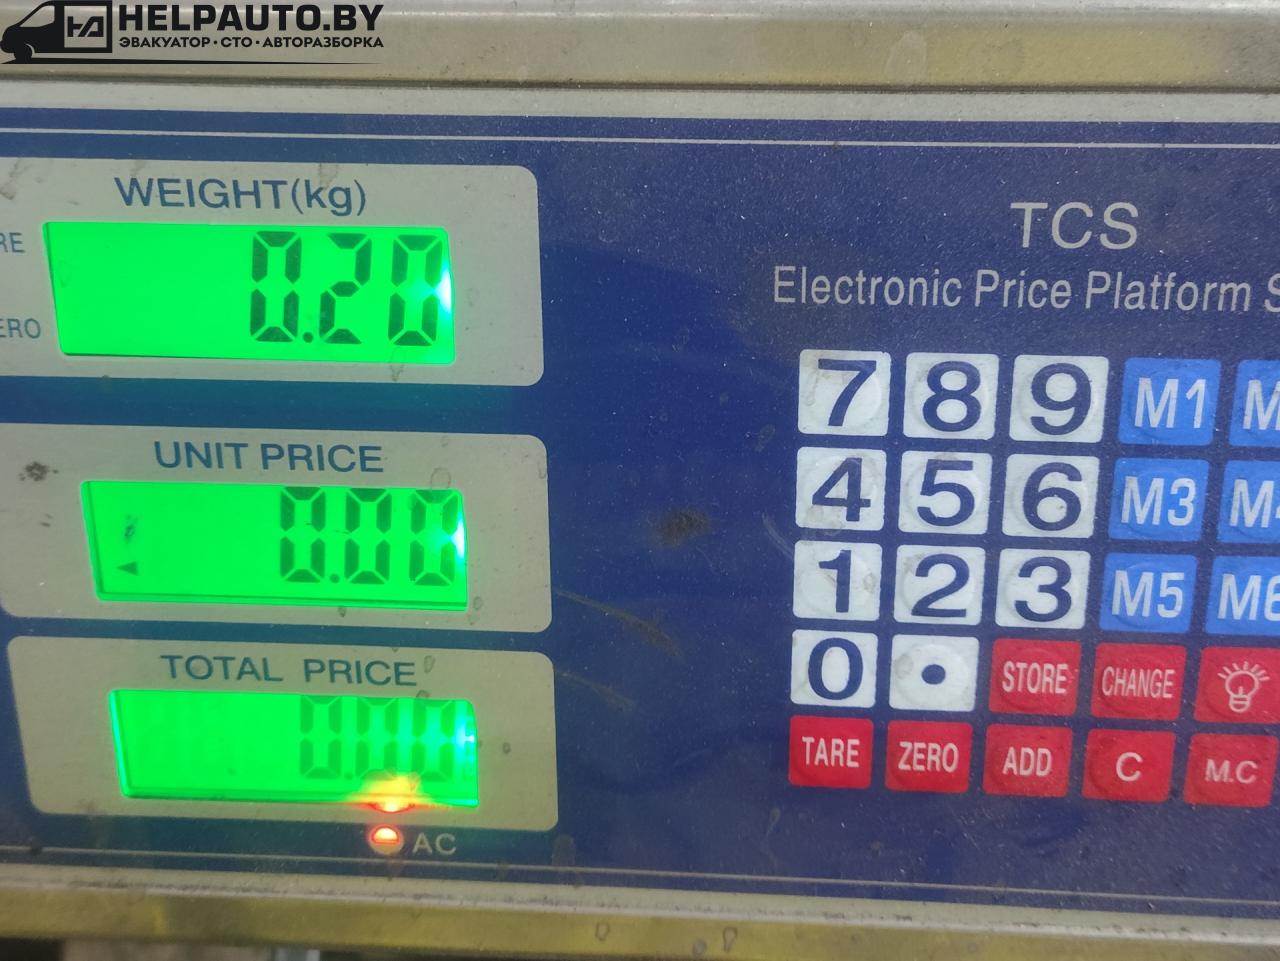 HELPAUTO.BY
ЭВАКУАТОР·СТО·АВТОРАЗБОРКА
WEIGHT(kg)
0.20
UNIT PRICE
0.00
TOTAL PRICE
0.00
AC
TCS
Electronic Price Platform
7 8 9 M1
4 5 6 M3
1 2 3 M5 M6
0 • STORE CHANGE
TARE ZERO ADD C M.C